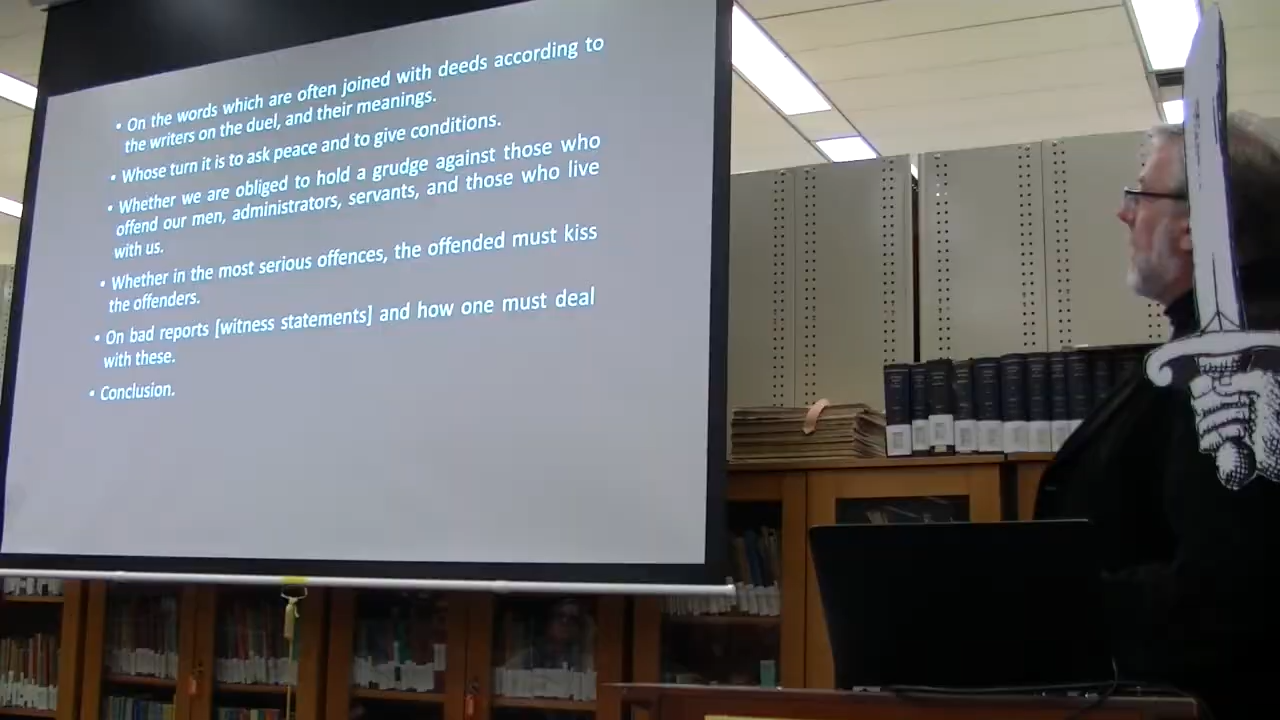 • On the words which are often joined with deeds according to
the writers on the duel, and their meanings.
• Whose turn it is to ask peace and to give conditions.
• Whether we are obliged to hold a grudge against those who
offend our men, administrators, servants, and those who live
with us.
• Whether in the most serious offences, the offended must kiss
the offenders.
• On bad reports [witness statements] and how one must deal
with these.
• Conclusion.